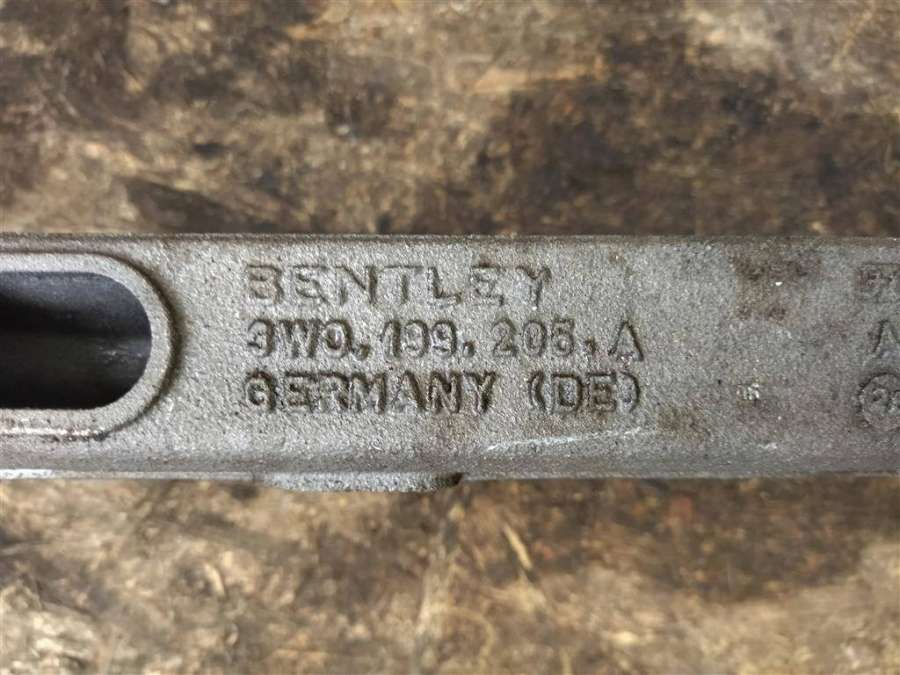 BENTLEY
3W0.199.205.A
GERMANY (DE)